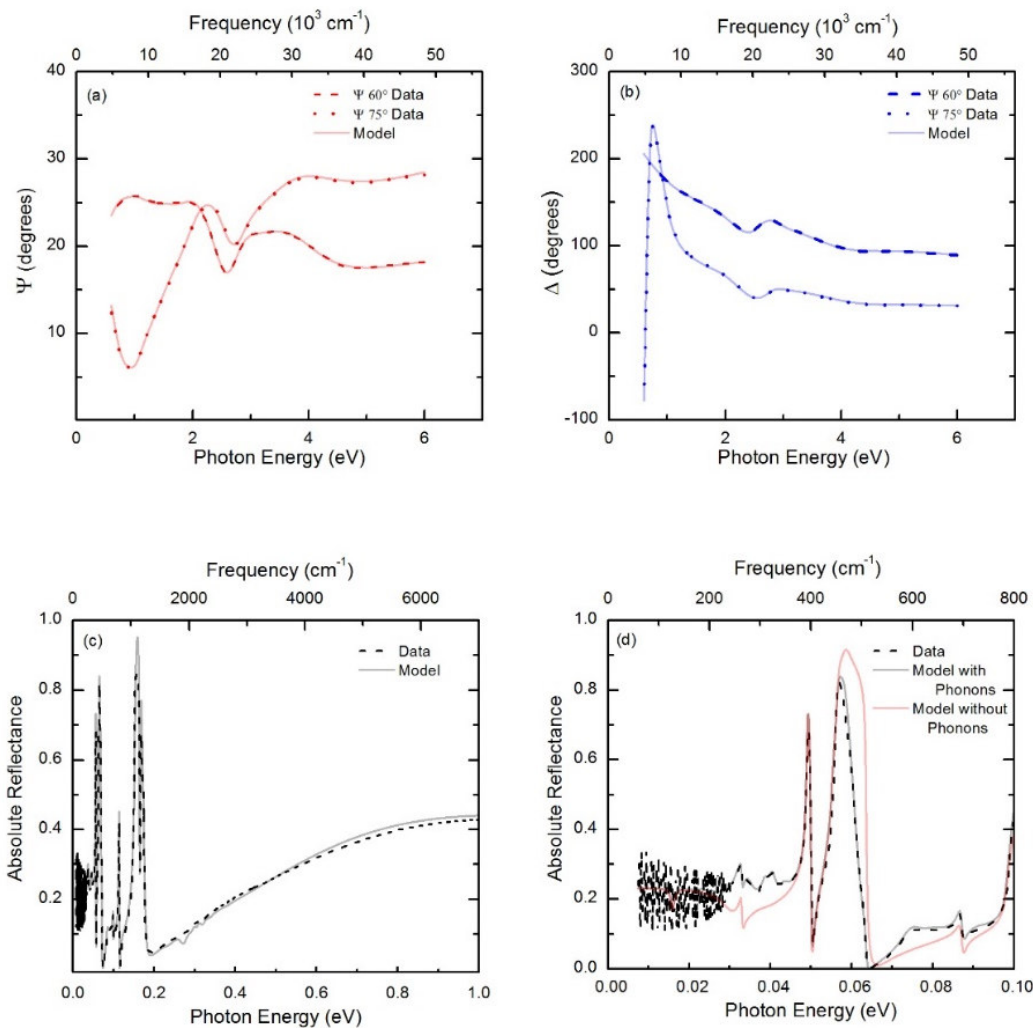 Frequency (10³ cm⁻¹)
0 10 20 30 40 50
40
30
20
10
Ψ (degrees)
(a)
Ψ 60° Data
Ψ 75° Data
Model
0 2 4 6
Photon Energy (eV)
Frequency (10³ cm⁻¹)
0 10 20 30 40 50
300
200
100
0
-100
Δ (degrees)
(b)
Ψ 60° Data
Ψ 75° Data
Model
0 2 4 6
Photon Energy (eV)
Frequency (cm⁻¹)
0 2000 4000 6000
1.0
0.8
0.6
0.4
0.2
Absolute Reflectance
(c)
Data
Model
0.0 0.2 0.4 0.6 0.8 1.0
Photon Energy (eV)
Frequency (cm⁻¹)
0 100 200 300 400 500 600 700 800
1.0
0.8
0.6
0.4
0.2
0.0
Absolute Reflectance
(d)
Data
Model with
Phonons
Model without
Phonons
0.00 0.02 0.04 0.06 0.08 0.10
Photon Energy (eV)